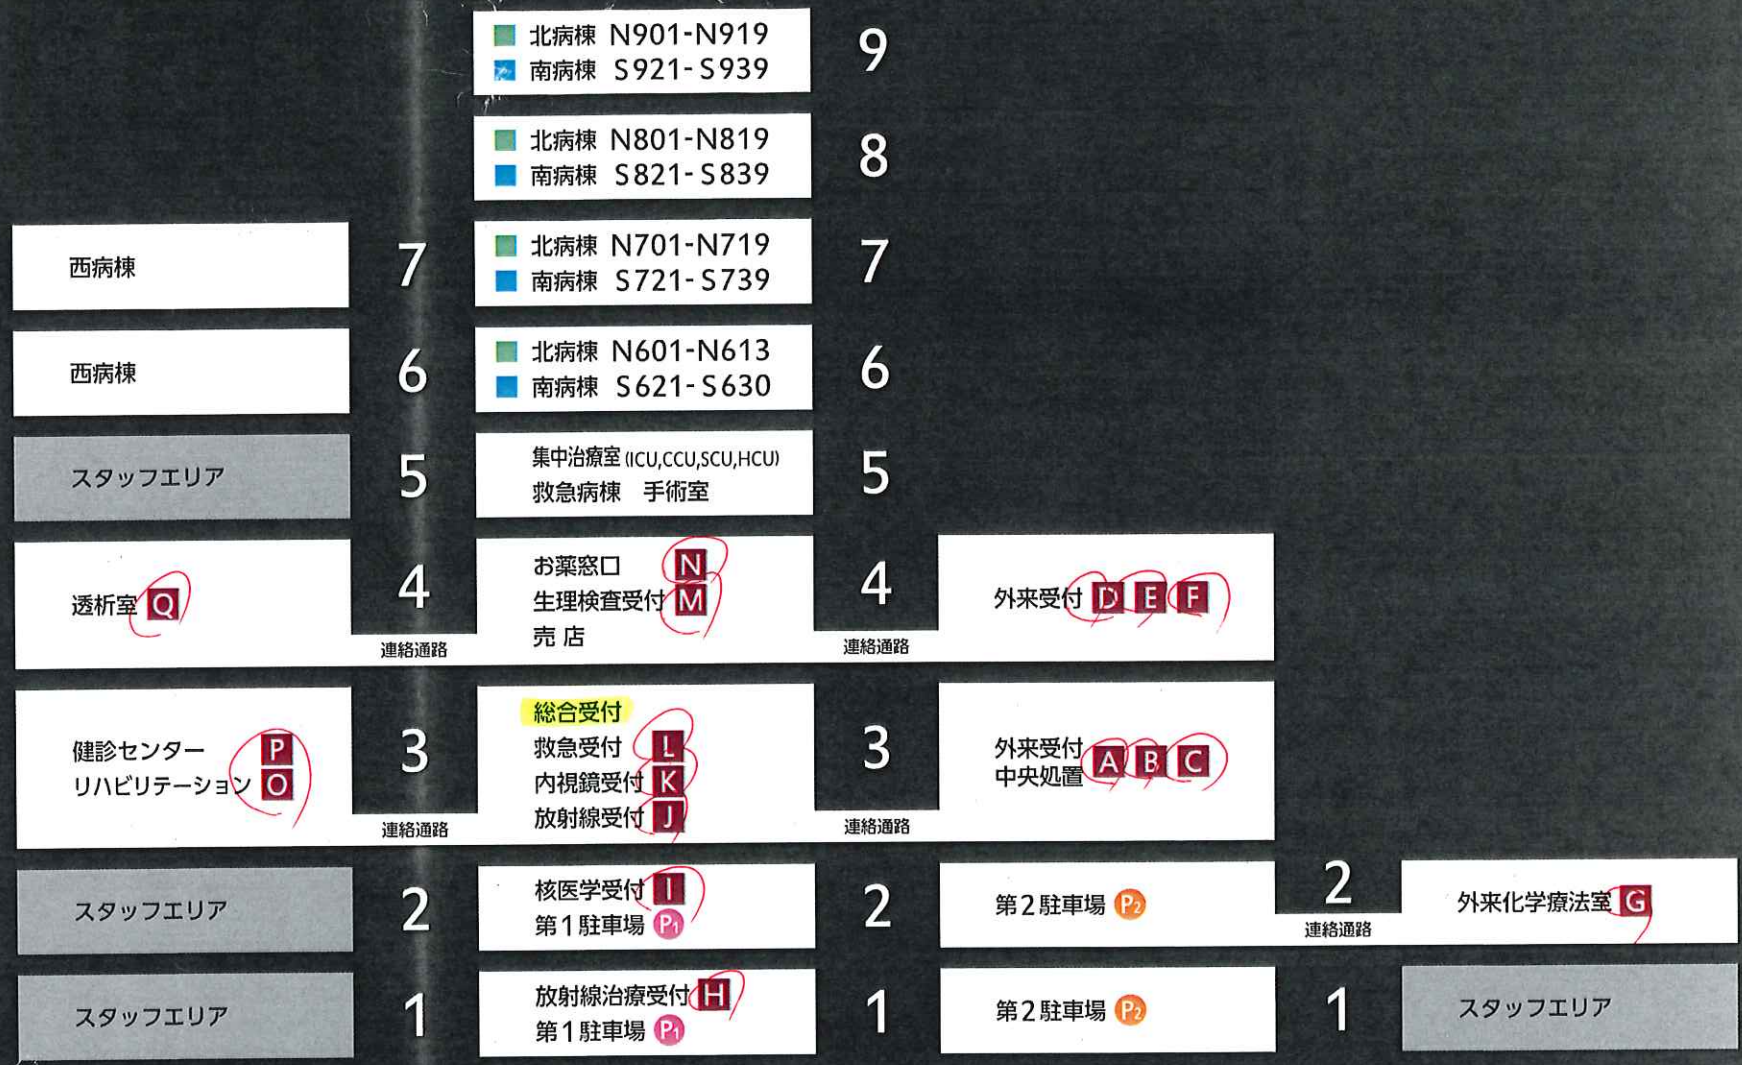 北病棟 N901-N919
南病棟 S921-S939
9
北病棟 N801-N819
南病棟 S821-S839
8
西病棟
7
北病棟 N701-N719
南病棟 S721-S739
7
西病棟
6
北病棟 N601-N613
南病棟 S621-S630
6
スタッフエリア
5
集中治療室(ICU,CCU,SCU,HCU)
救急病棟 手術室
5
透析室 Q
4
連絡通路
お薬窓口 N
生理検査受付 M
売店
4
連絡通路
外来受付 D E F
健診センター P
リハビリテーション O
3
連絡通路
総合受付
救急受付 L
内視鏡受付 K
放射線受付 J
3
連絡通路
外来受付
中央処置 A B C
スタッフエリア
2
核医学受付 I
第1駐車場 P1
2
第2駐車場 P2
2
連絡通路
外来化学療法室 G
スタッフエリア
1
放射線治療受付 H
第1駐車場 P1
1
第2駐車場 P2
1
スタッフエリア